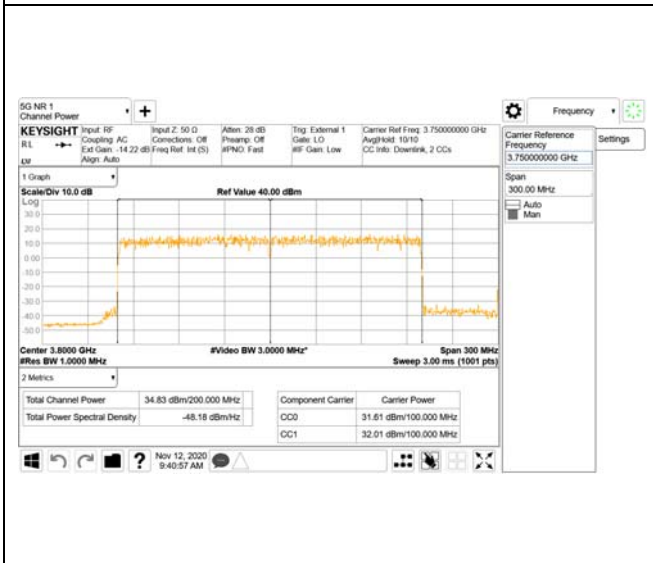 5G NR 1
Channel Power
Frequency
KEYSIGHT
RL
Input: RF
Coupling: AC
Ext Gain: -14.22 dB
Align: Auto
Input Z: 50 Ω
Corrections: Off
Freq Ref: Int (S)
Atten: 28 dB
Preamp: Off
#PNO: Fast
Trig: External 1
Gate: LO
#IF Gain: Low
Carrier Ref Freq: 3.750000000 GHz
Avg|Hold: 10/10
CC Info: Downlink, 2 CCs
Carrier Reference
Frequency
3.750000000 GHz
Settings
Span
300.00 MHz
Auto
Man
1 Graph
Scale/Div 10.0 dB
Ref Value 40.00 dBm
Log
30.0
20.0
10.0
0.00
-10.0
-20.0
-30.0
-40.0
-50.0
Center 3.8000 GHz
#Video BW 3.0000 MHz*
Span 300 MHz
#Res BW 1.0000 MHz
Sweep 3.00 ms (1001 pts)
2 Metrics
Total Channel Power 34.83 dBm/200.000 MHz
Total Power Spectral Density -48.18 dBm/Hz
Component Carrier Carrier Power
CC0 31.61 dBm/100.000 MHz
CC1 32.01 dBm/100.000 MHz
Nov 12, 2020
9:40:57 AM